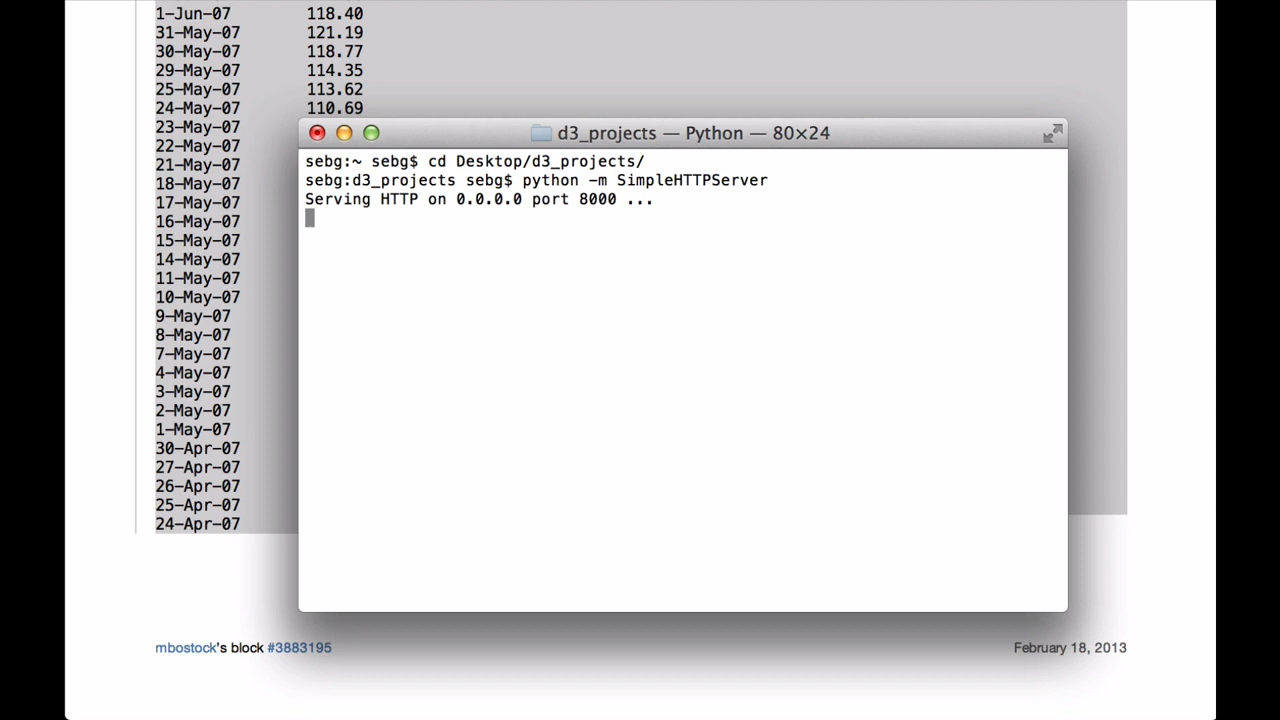 1-Jun-07 118.40
31-May-07 121.19
30-May-07 118.77
29-May-07 114.35
25-May-07 113.62
24-May-07 110.69
23-May-07
22-May-07
21-May-07
18-May-07
17-May-07
16-May-07
15-May-07
14-May-07
11-May-07
10-May-07
9-May-07
8-May-07
7-May-07
4-May-07
3-May-07
2-May-07
1-May-07
30-Apr-07
27-Apr-07
26-Apr-07
25-Apr-07
24-Apr-07
d3_projects — Python — 80×24
sebg:~ sebg$ cd Desktop/d3_projects/
sebg:d3_projects sebg$ python -m SimpleHTTPServer
Serving HTTP on 0.0.0.0 port 8000 ...
mbostock's block #3883195
February 18, 2013